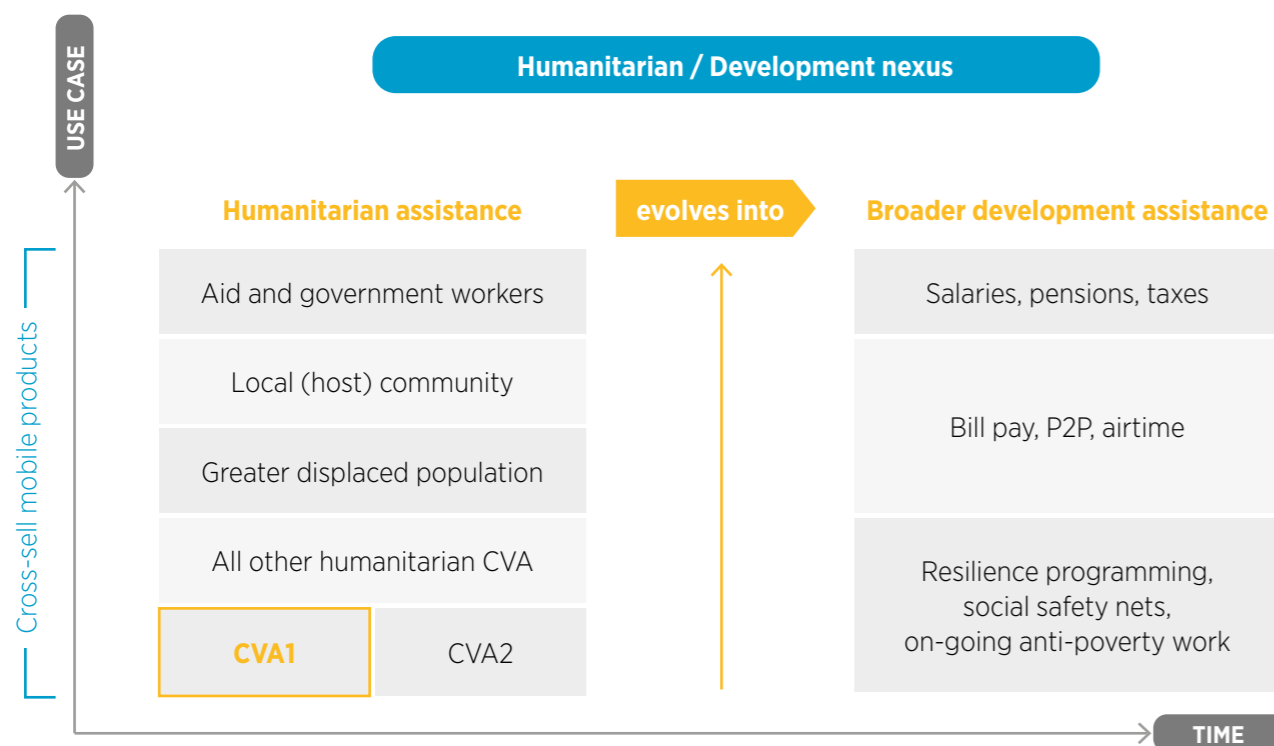 USE CASE
Humanitarian / Development nexus
Humanitarian assistance
evolves into
Broader development assistance
Cross-sell mobile products
Aid and government workers
Local (host) community
Greater displaced population
All other humanitarian CVA
CVA1
CVA2
Salaries, pensions, taxes
Bill pay, P2P, airtime
Resilience programming,
social safety nets,
on-going anti-poverty work
TIME